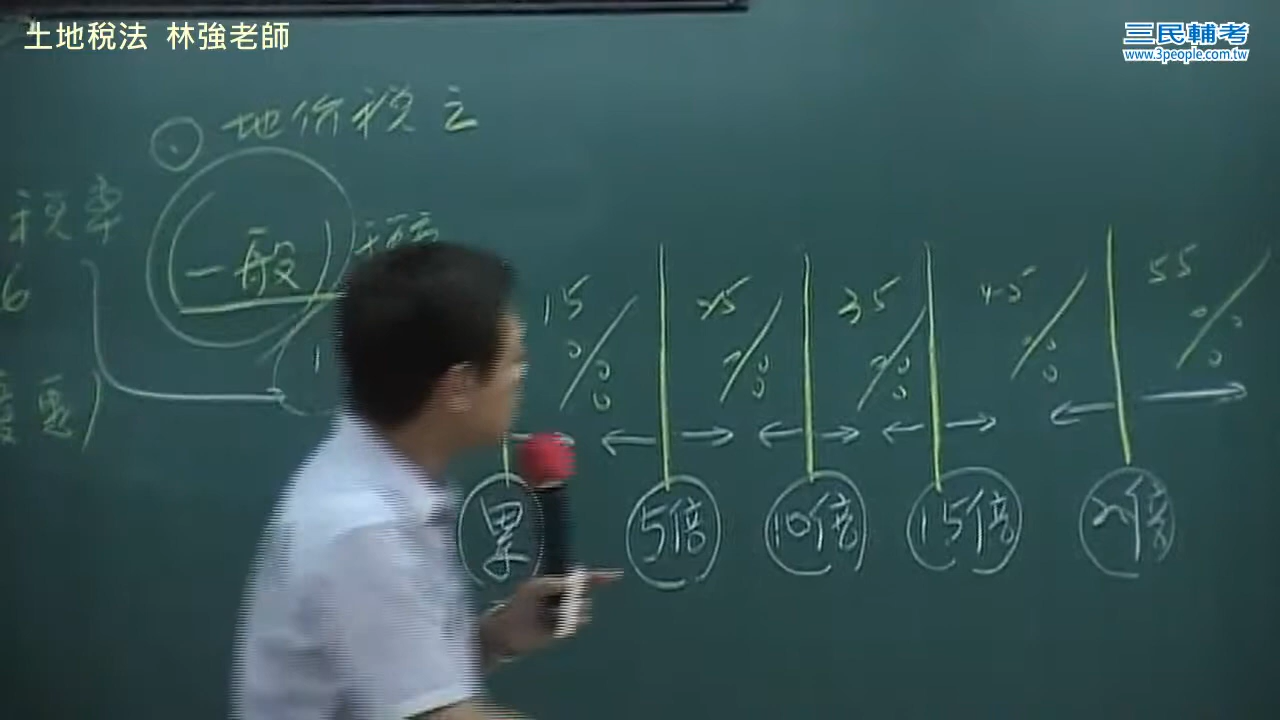 土地稅法 林強老師
三民輔考
www.3people.com.tw
地价稅之
稅率
(一般)
15‰ 25‰ 35‰ 45‰ 55‰
累 5倍 10倍 15倍 20倍